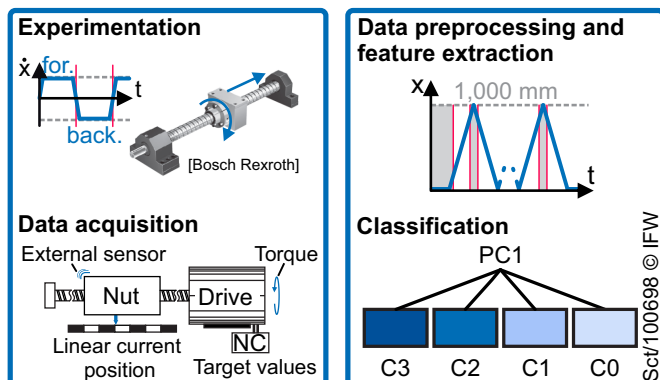 Experimentation
ẋ
for.
t
back.
[Bosch Rexroth]
Data acquisition
External sensor
Torque
Nut
Drive
NC
Linear current
position
Target values
Data preprocessing and
feature extraction
x
1,000 mm
t
Classification
PC1
C3 C2 C1 C0
Sct/100698 © IFW